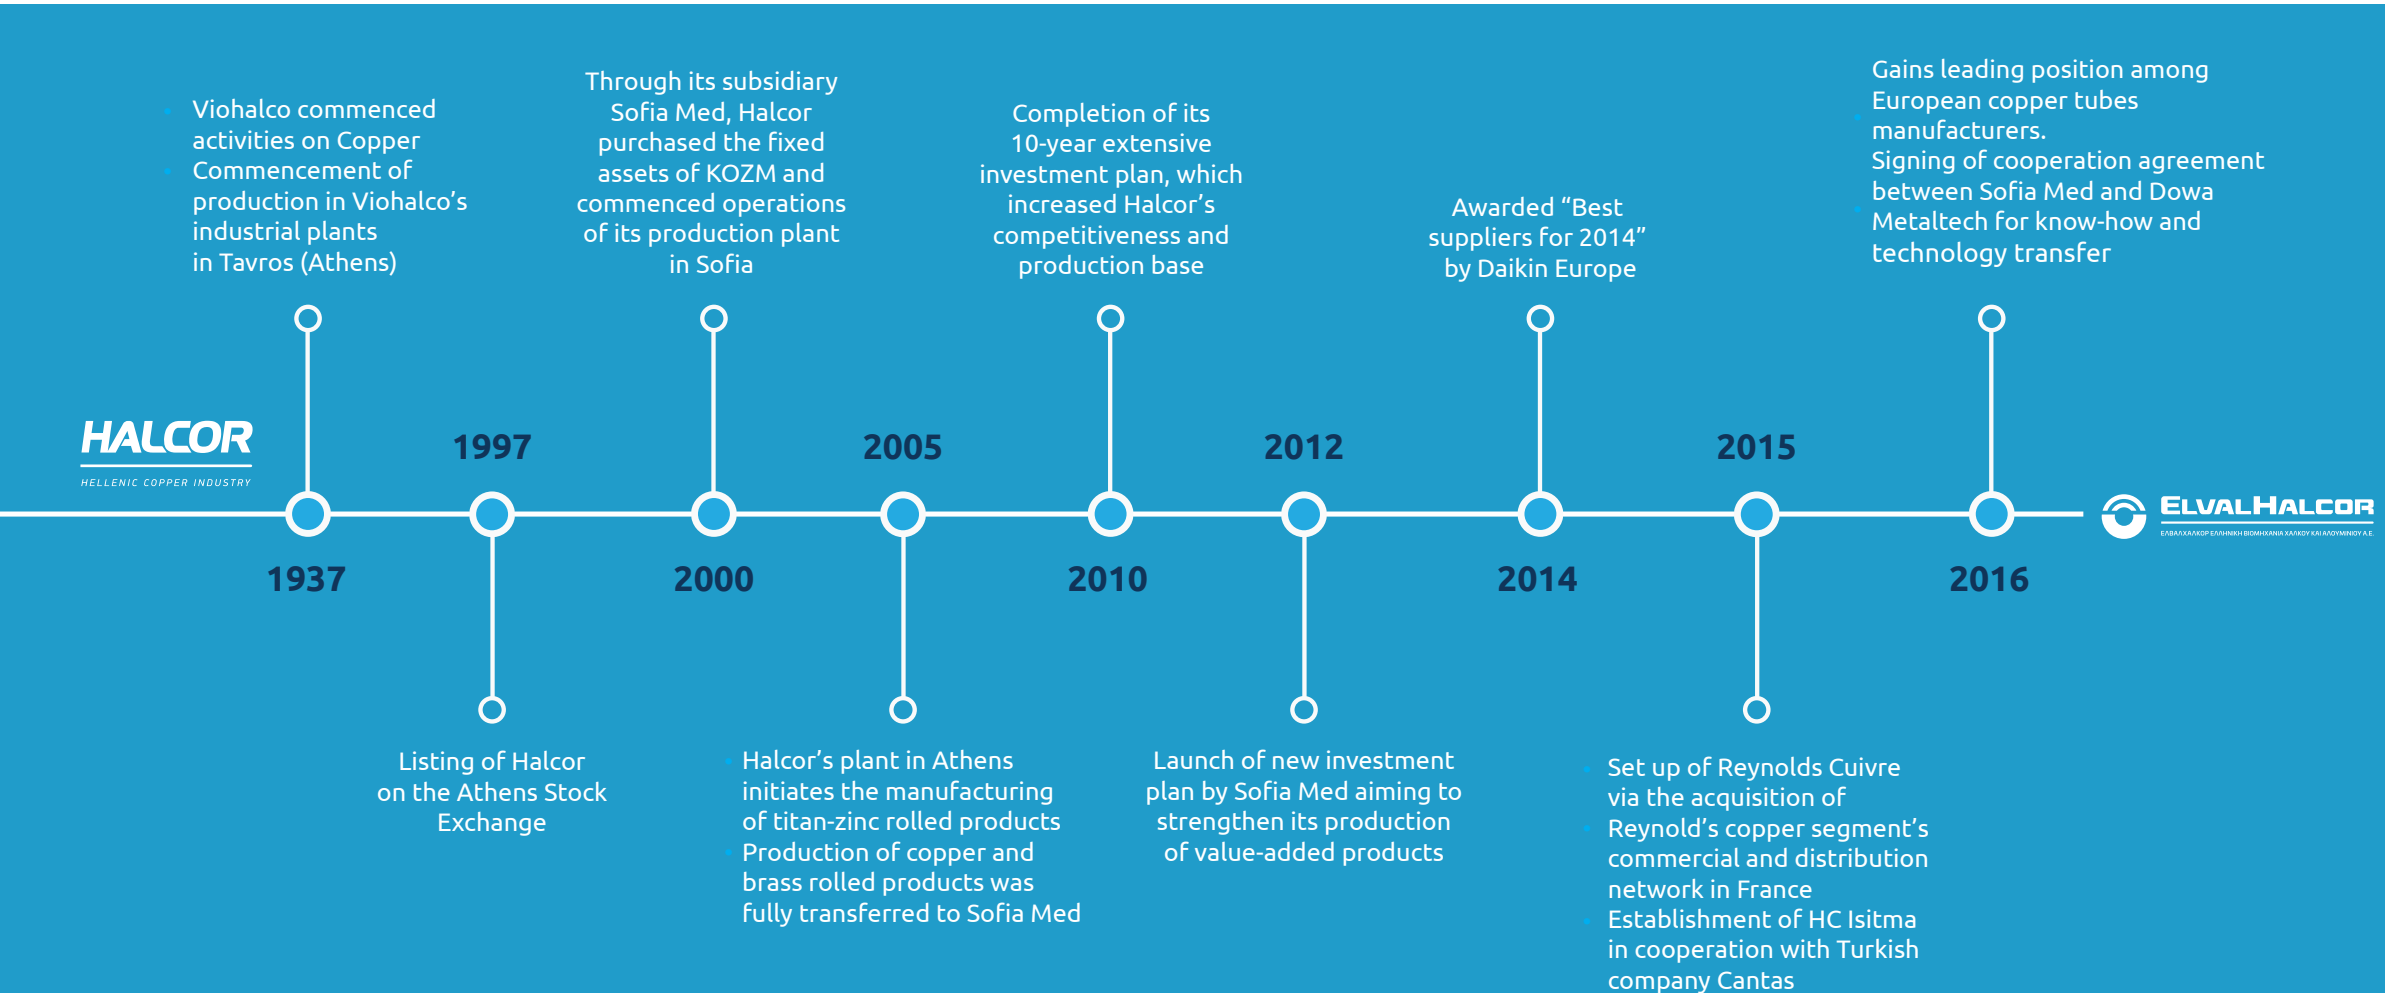 Viohalco commenced
activities on Copper
Commencement of
production in Viohalco's
industrial plants
in Tavros (Athens)
Through its subsidiary
Sofia Med, Halcor
purchased the fixed
assets of KOZM and
commenced operations
of its production plant
in Sofia
Completion of its
10-year extensive
investment plan, which
increased Halcor's
competitiveness and
production base
Awarded “Best
suppliers for 2014”
by Daikin Europe
Gains leading position among
European copper tubes
manufacturers.
Signing of cooperation agreement
between Sofia Med and Dowa
Metaltech for know-how and
technology transfer
HALCOR
HELLENIC COPPER INDUSTRY
1997
2005
2012
2015
ELVALHALCOR
ΕΛΒΑΛΧΑΛΚΟΡ ΕΛΛΗΝΙΚΗ ΒΙΟΜΗΧΑΝΙΑ ΧΑΛΚΟΥ ΚΑΙ ΑΛΟΥΜΙΝΙΟΥ Α.Ε.
1937
2000
2010
2014
2016
Listing of Halcor
on the Athens Stock
Exchange
Halcor's plant in Athens
initiates the manufacturing
of titan-zinc rolled products
Production of copper and
brass rolled products was
fully transferred to Sofia Med
Launch of new investment
plan by Sofia Med aiming to
strengthen its production
of value-added products
Set up of Reynolds Cuivre
via the acquisition of
Reynold's copper segment's
commercial and distribution
network in France
Establishment of HC Isitma
in cooperation with Turkish
company Cantas